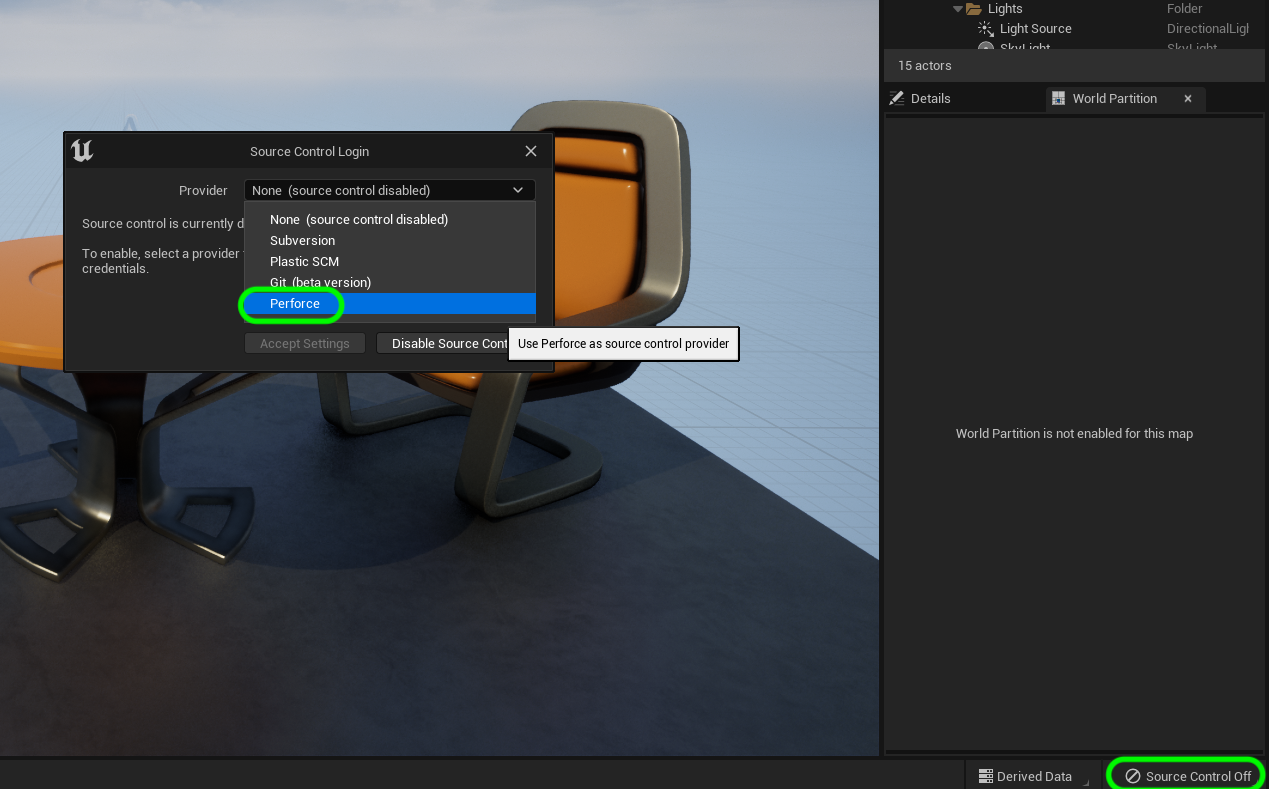 Lights Folder
Light Source DirectionalLigh
SkyLight SkyLight
15 actors
Details World Partition
Source Control Login
Provider None (source control disabled)
Source control is currently d
None (source control disabled)
Subversion
To enable, select a provider
credentials.
Plastic SCM
Git (beta version)
Perforce
Accept Settings Disable Source Cont
Use Perforce as source control provider
World Partition is not enabled for this map
Derived Data Source Control Off